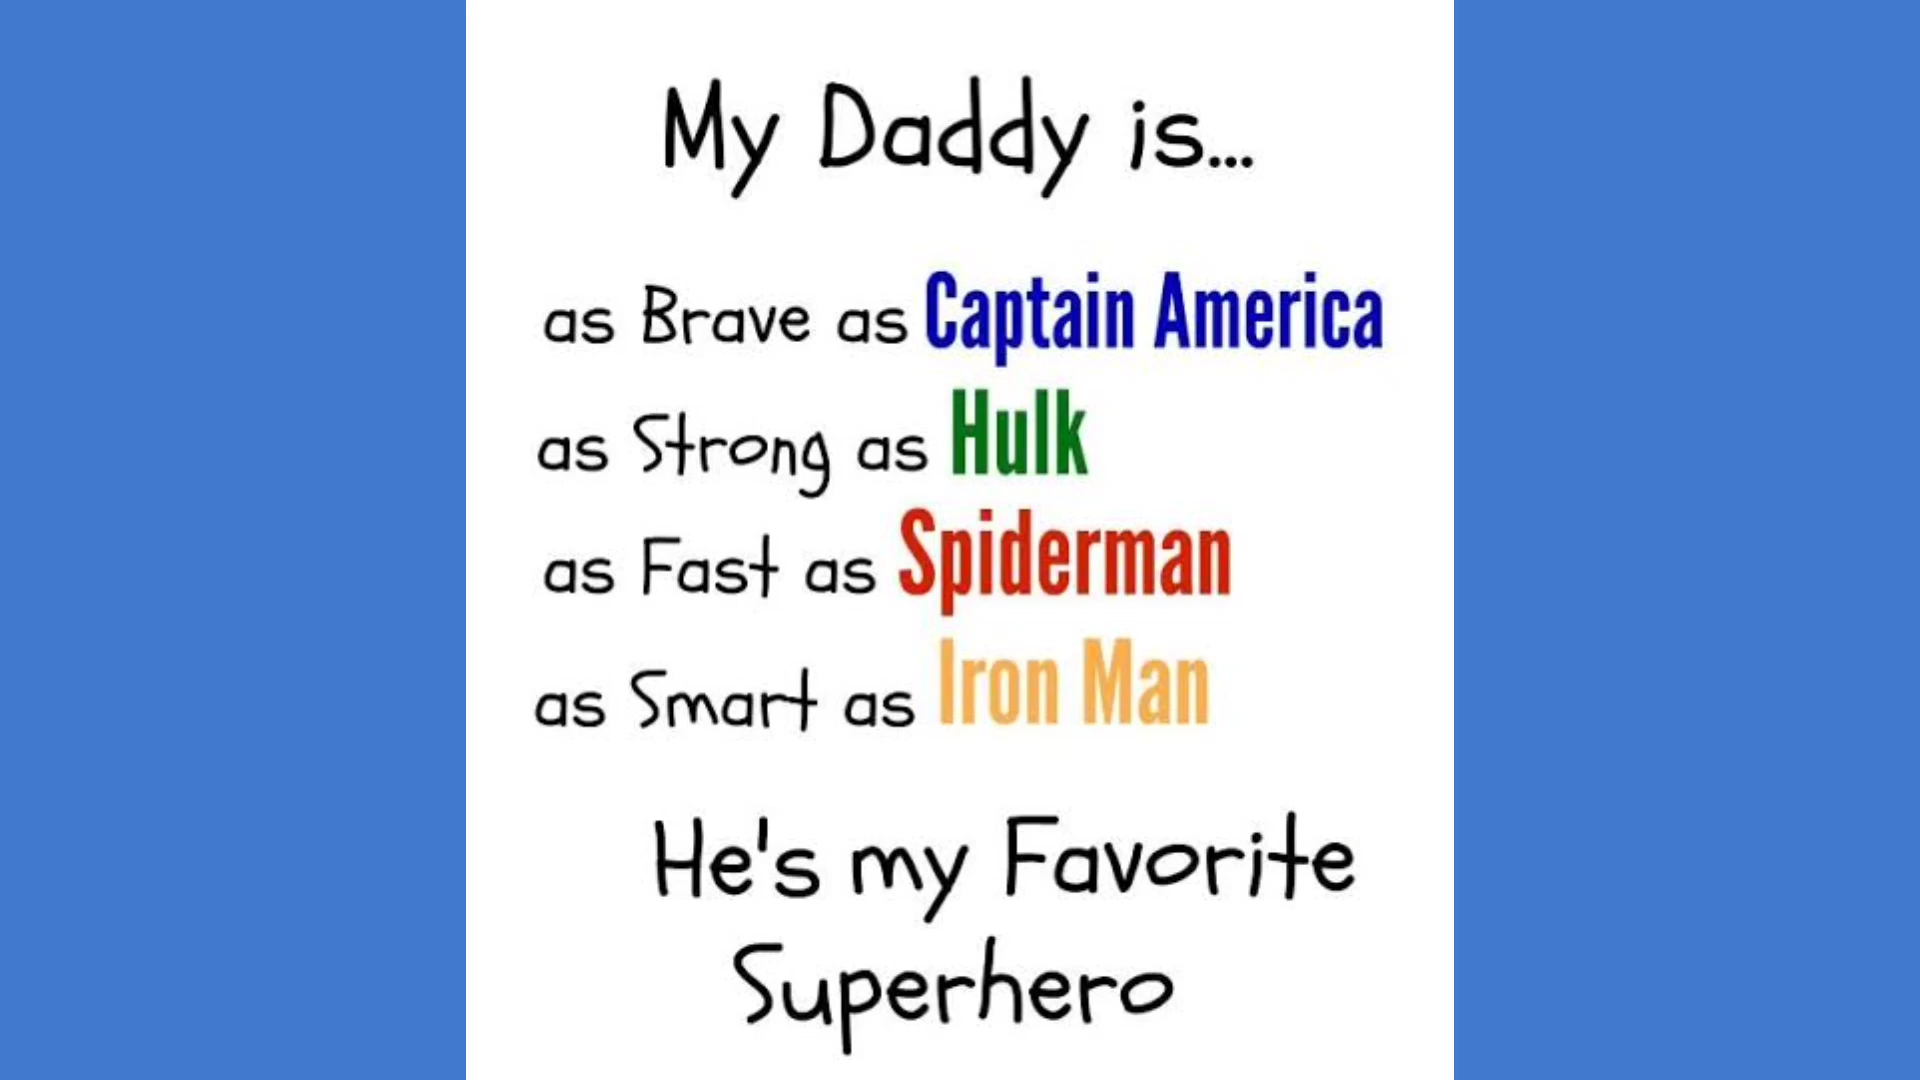 My Daddy is...
as Brave as Captain America
as Strong as Hulk
as Fast as Spiderman
as Smart as Iron Man
He's my Favorite
Superhero